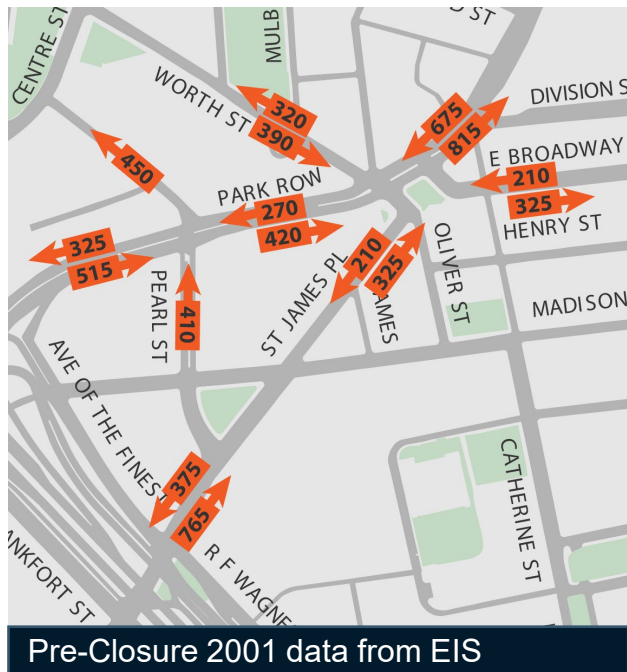 D ST
MULB
CENTRE ST
WORTH ST
320
390
675
815
DIVISION S
E BROADWAY
450
PARK ROW
270
420
210
325
HENRY ST
325
515
210
325
OLIVER ST
PEARL ST
410
ST JAMES PL
JAMES
MADISON
AVE OF THE FINEST
375
765
CATHERINE ST
R F WAGNE
ANKFORT ST
Pre-Closure 2001 data from EIS